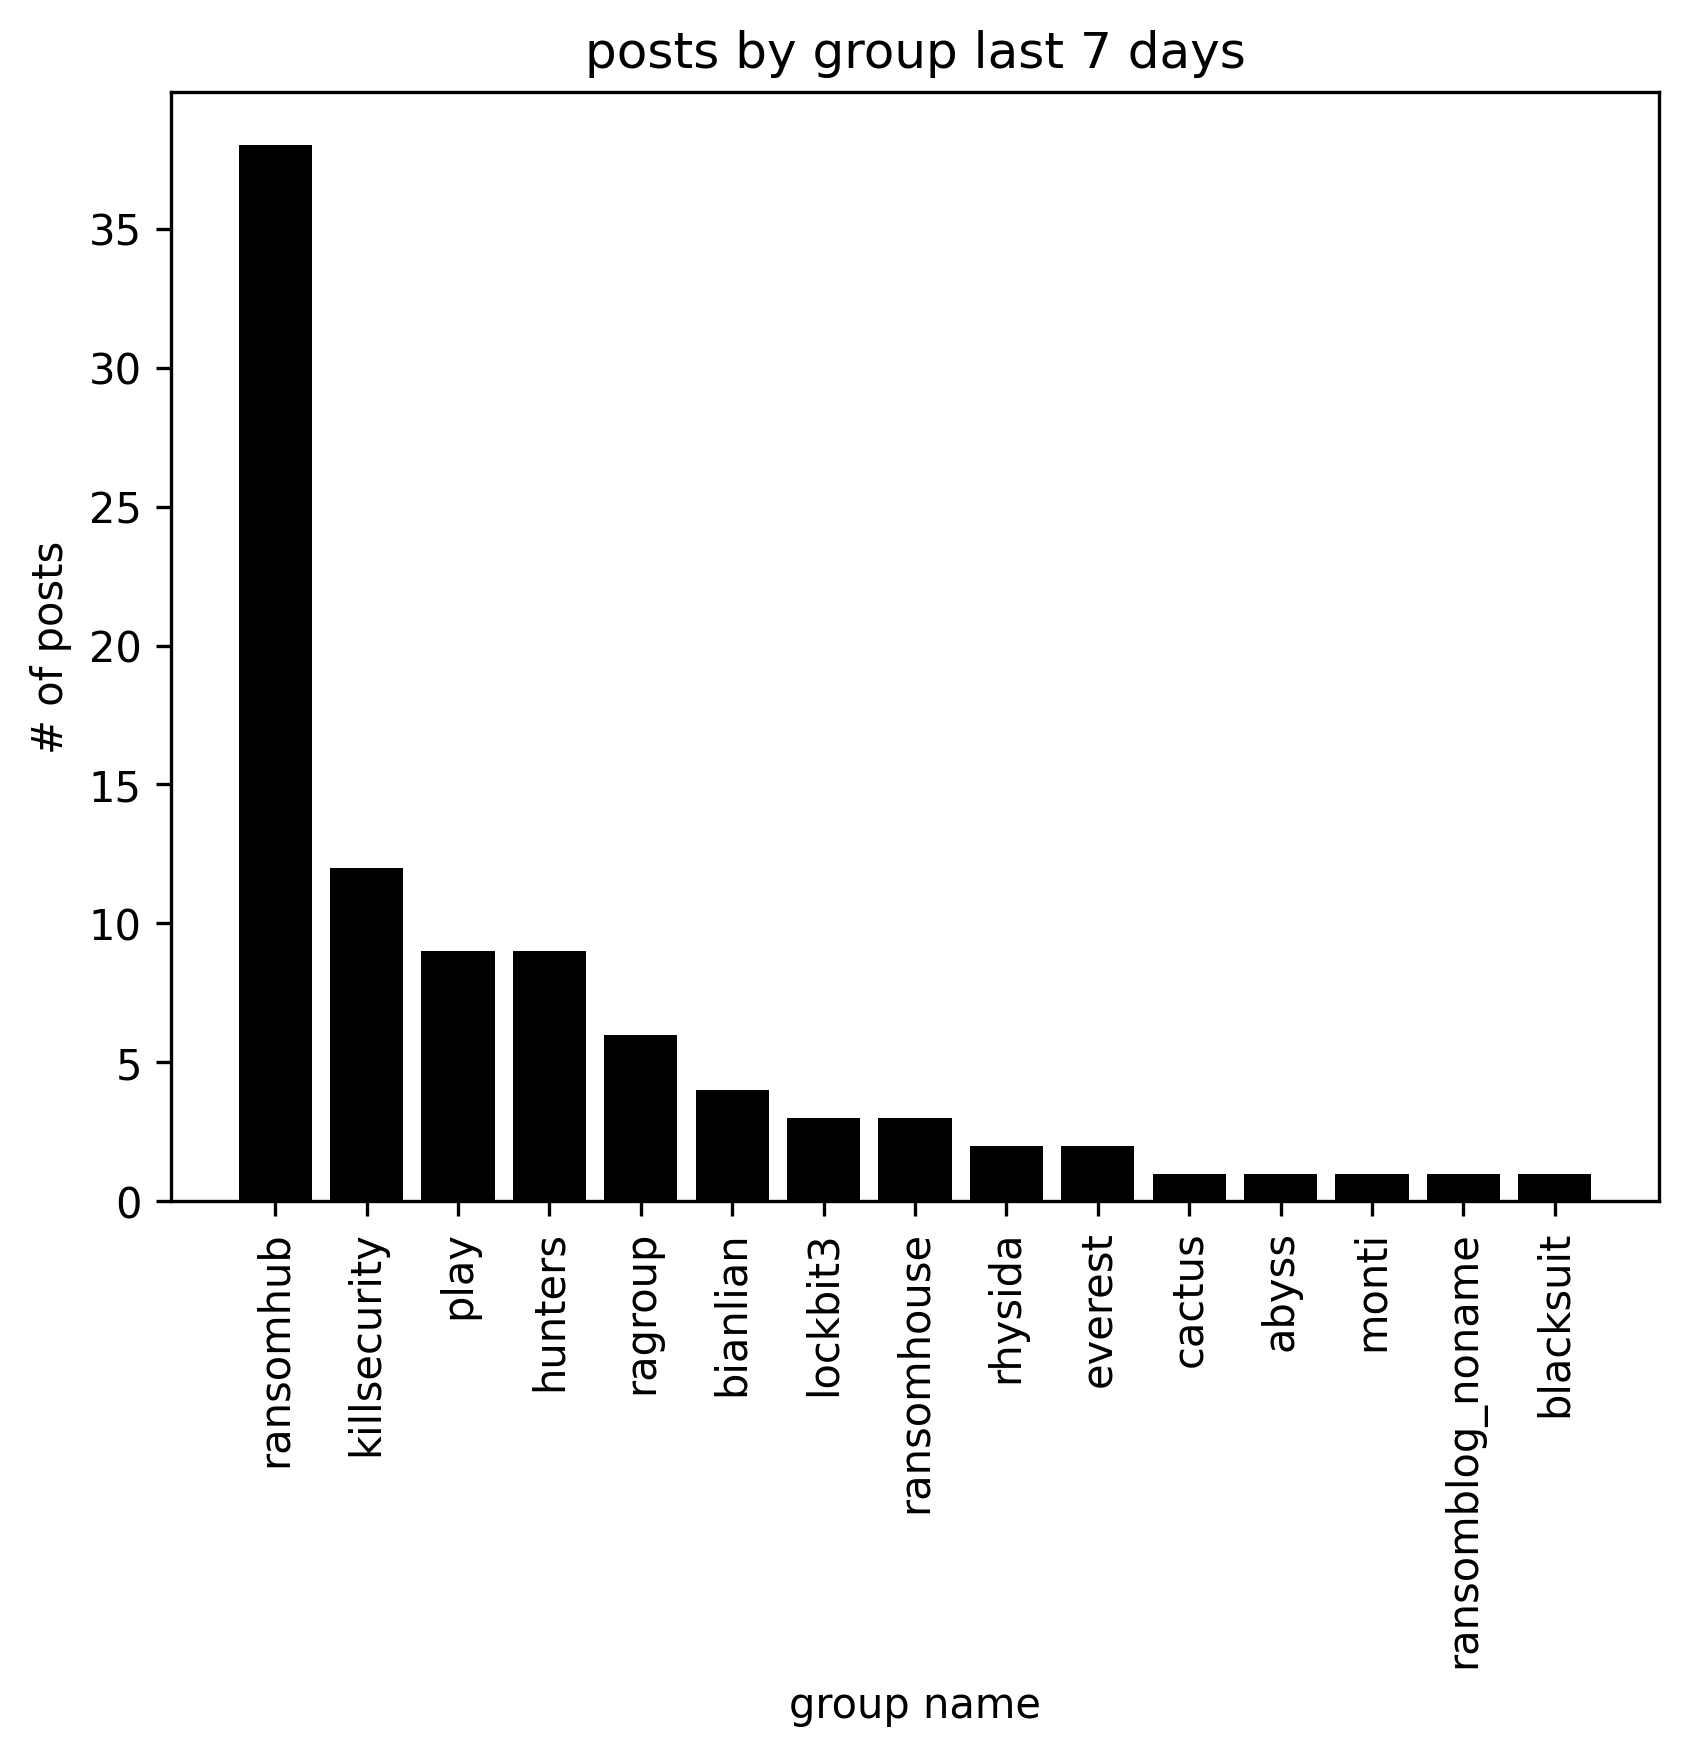 posts by group last 7 days
# of posts
35
30
25
20
15
10
5
0
ransomhub
killsecurity
play
hunters
ragroup
bianlian
lockbit3
ransomhouse
rhysida
everest
cactus
abyss
monti
ransomblog_noname
blacksuit
group name